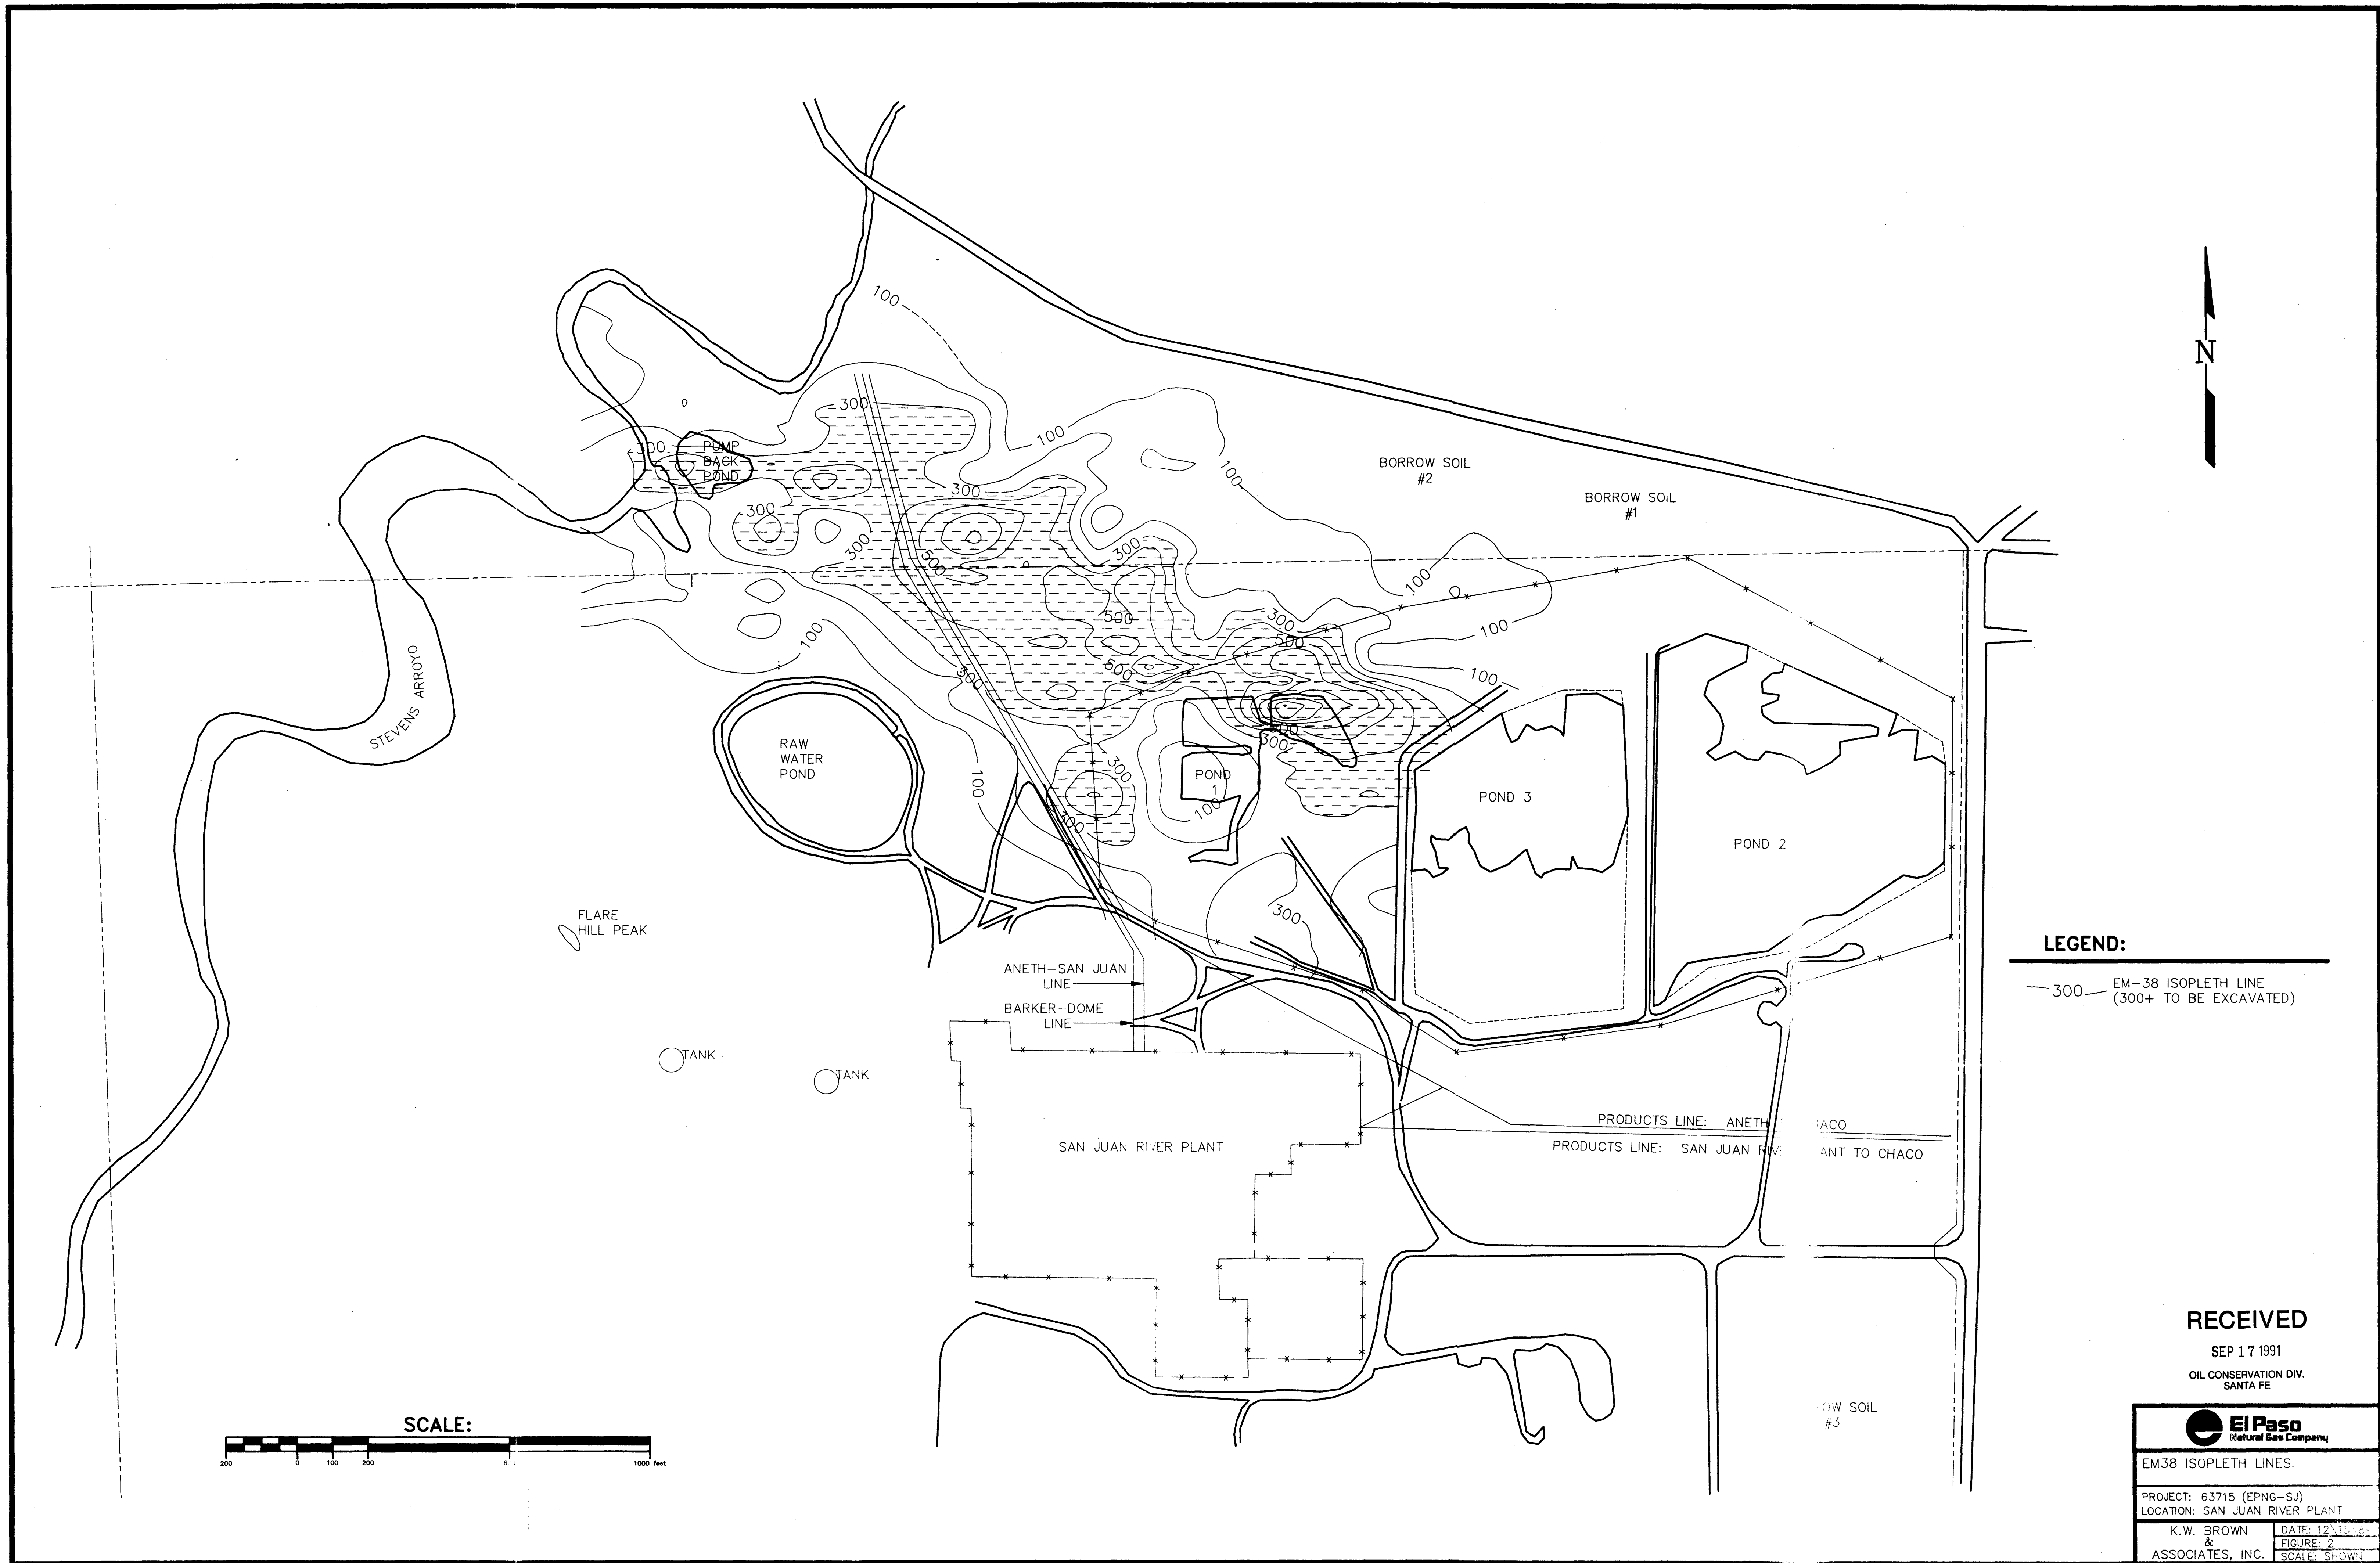 100
300
300
PUMP
BACK
POND
100
100
300
300
300
500
300
BORROW SOIL
#2
BORROW SOIL
#1
N
100
500
300
500
100
100
500
300
100
STEVENS ARROYO
RAW
WATER
POND
100
300
300
POND
1
100
500
300
300
POND 3
POND 2
FLARE
HILL PEAK
ANETH-SAN JUAN
LINE
BARKER-DOME
LINE
TANK
TANK
SAN JUAN RIVER PLANT
PRODUCTS LINE: ANETH
PRODUCTS LINE: SAN JUAN TO CHACO
LEGEND:
300 EM-38 ISOPLETH LINE
(300+ TO BE EXCAVATED)
RECEIVED
SEP 17 1991
OIL CONSERVATION DIV.
SANTA FE
SOIL
#3
SCALE:
200 0 100 200 1000 feet
El Paso
Natural Gas Company
EM38 ISOPLETH LINES.
PROJECT: 63715 (EPNG-SJ)
LOCATION: SAN JUAN RIVER PLANT
K.W. BROWN
&
ASSOCIATES, INC.
DATE:
FIGURE: 2
SCALE: SHOWN